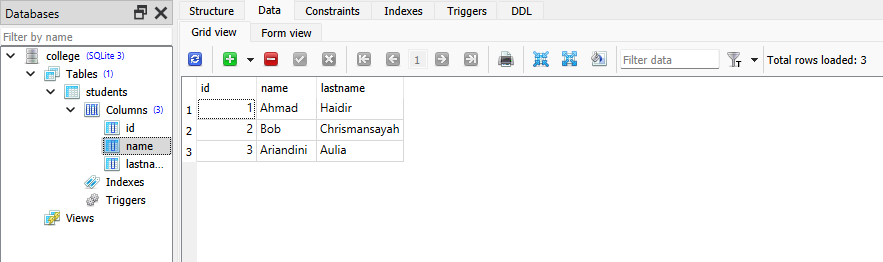 Databases
Filter by name
college (SQLite 3)
Tables (1)
students
Columns (3)
id
name
lastna...
Indexes
Triggers
Views
Structure Data Constraints Indexes Triggers DDL
Grid view Form view
1 Filter data Total rows loaded: 3
id name lastname
1 1 Ahmad Haidir
2 2 Bob Chrismansayah
3 3 Ariandini Aulia